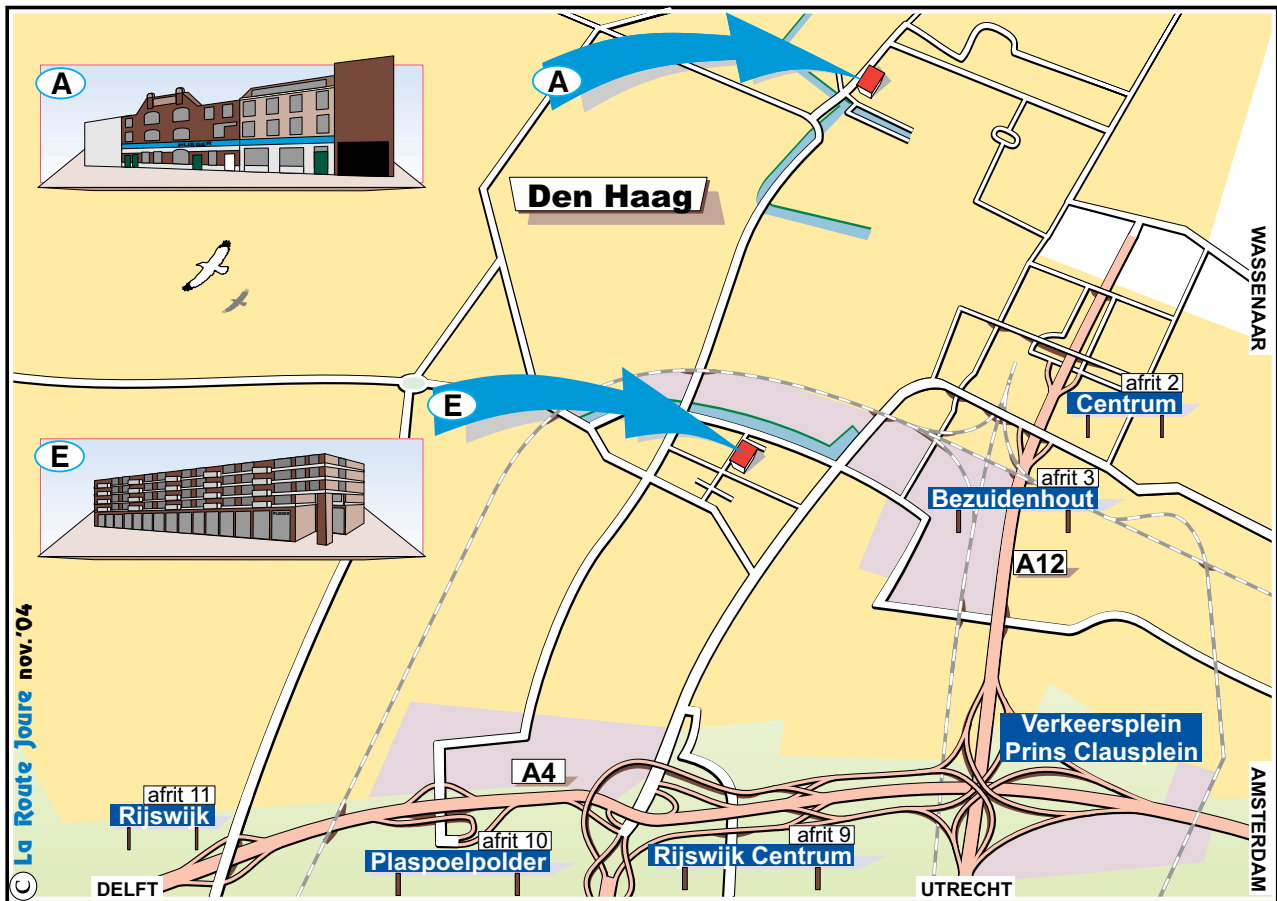 A
A
Den Haag
WASSENAAR
afrit 2
Centrum
E
E
afrit 3
Bezuidenhout
A12
Verkeersplein
Prins Clausplein
A4
afrit 11
Rijswijk
afrit 10
Plaspoelpolder
afrit 9
Rijswijk Centrum
AMSTERDAM
DELFT
UTRECHT
© La Route Joure nov.'04